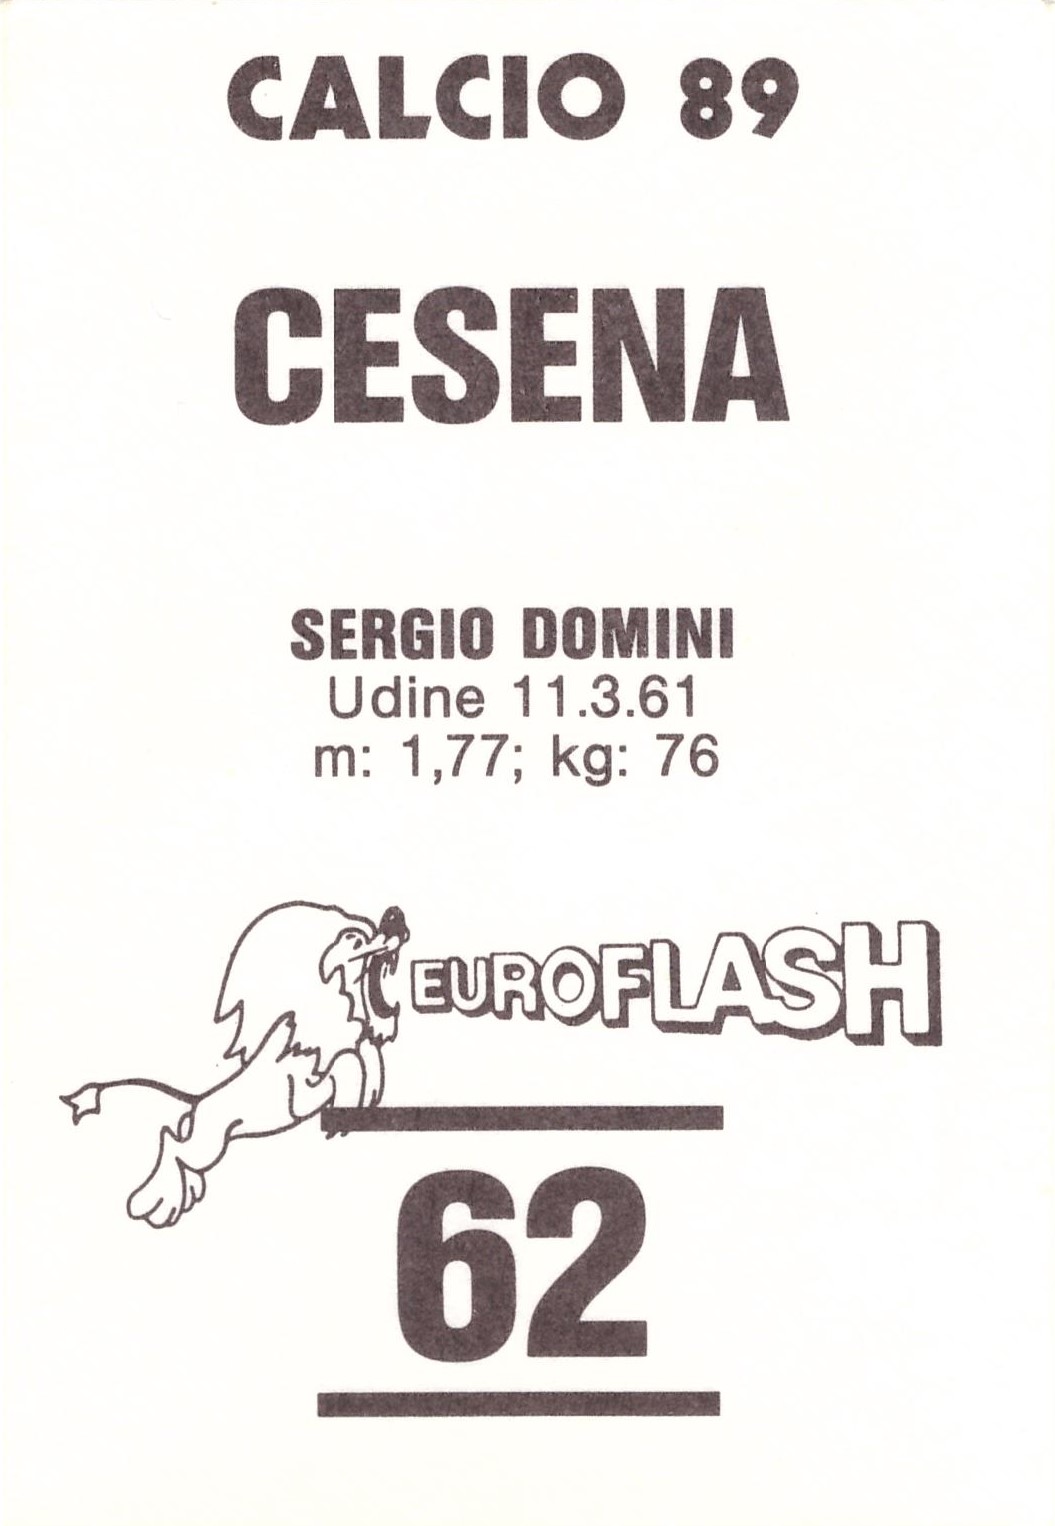 CALCIO 89
CESENA
SERGIO DOMINI
Udine 11.3.61
m: 1,77; kg: 76
EUROFLASH
62